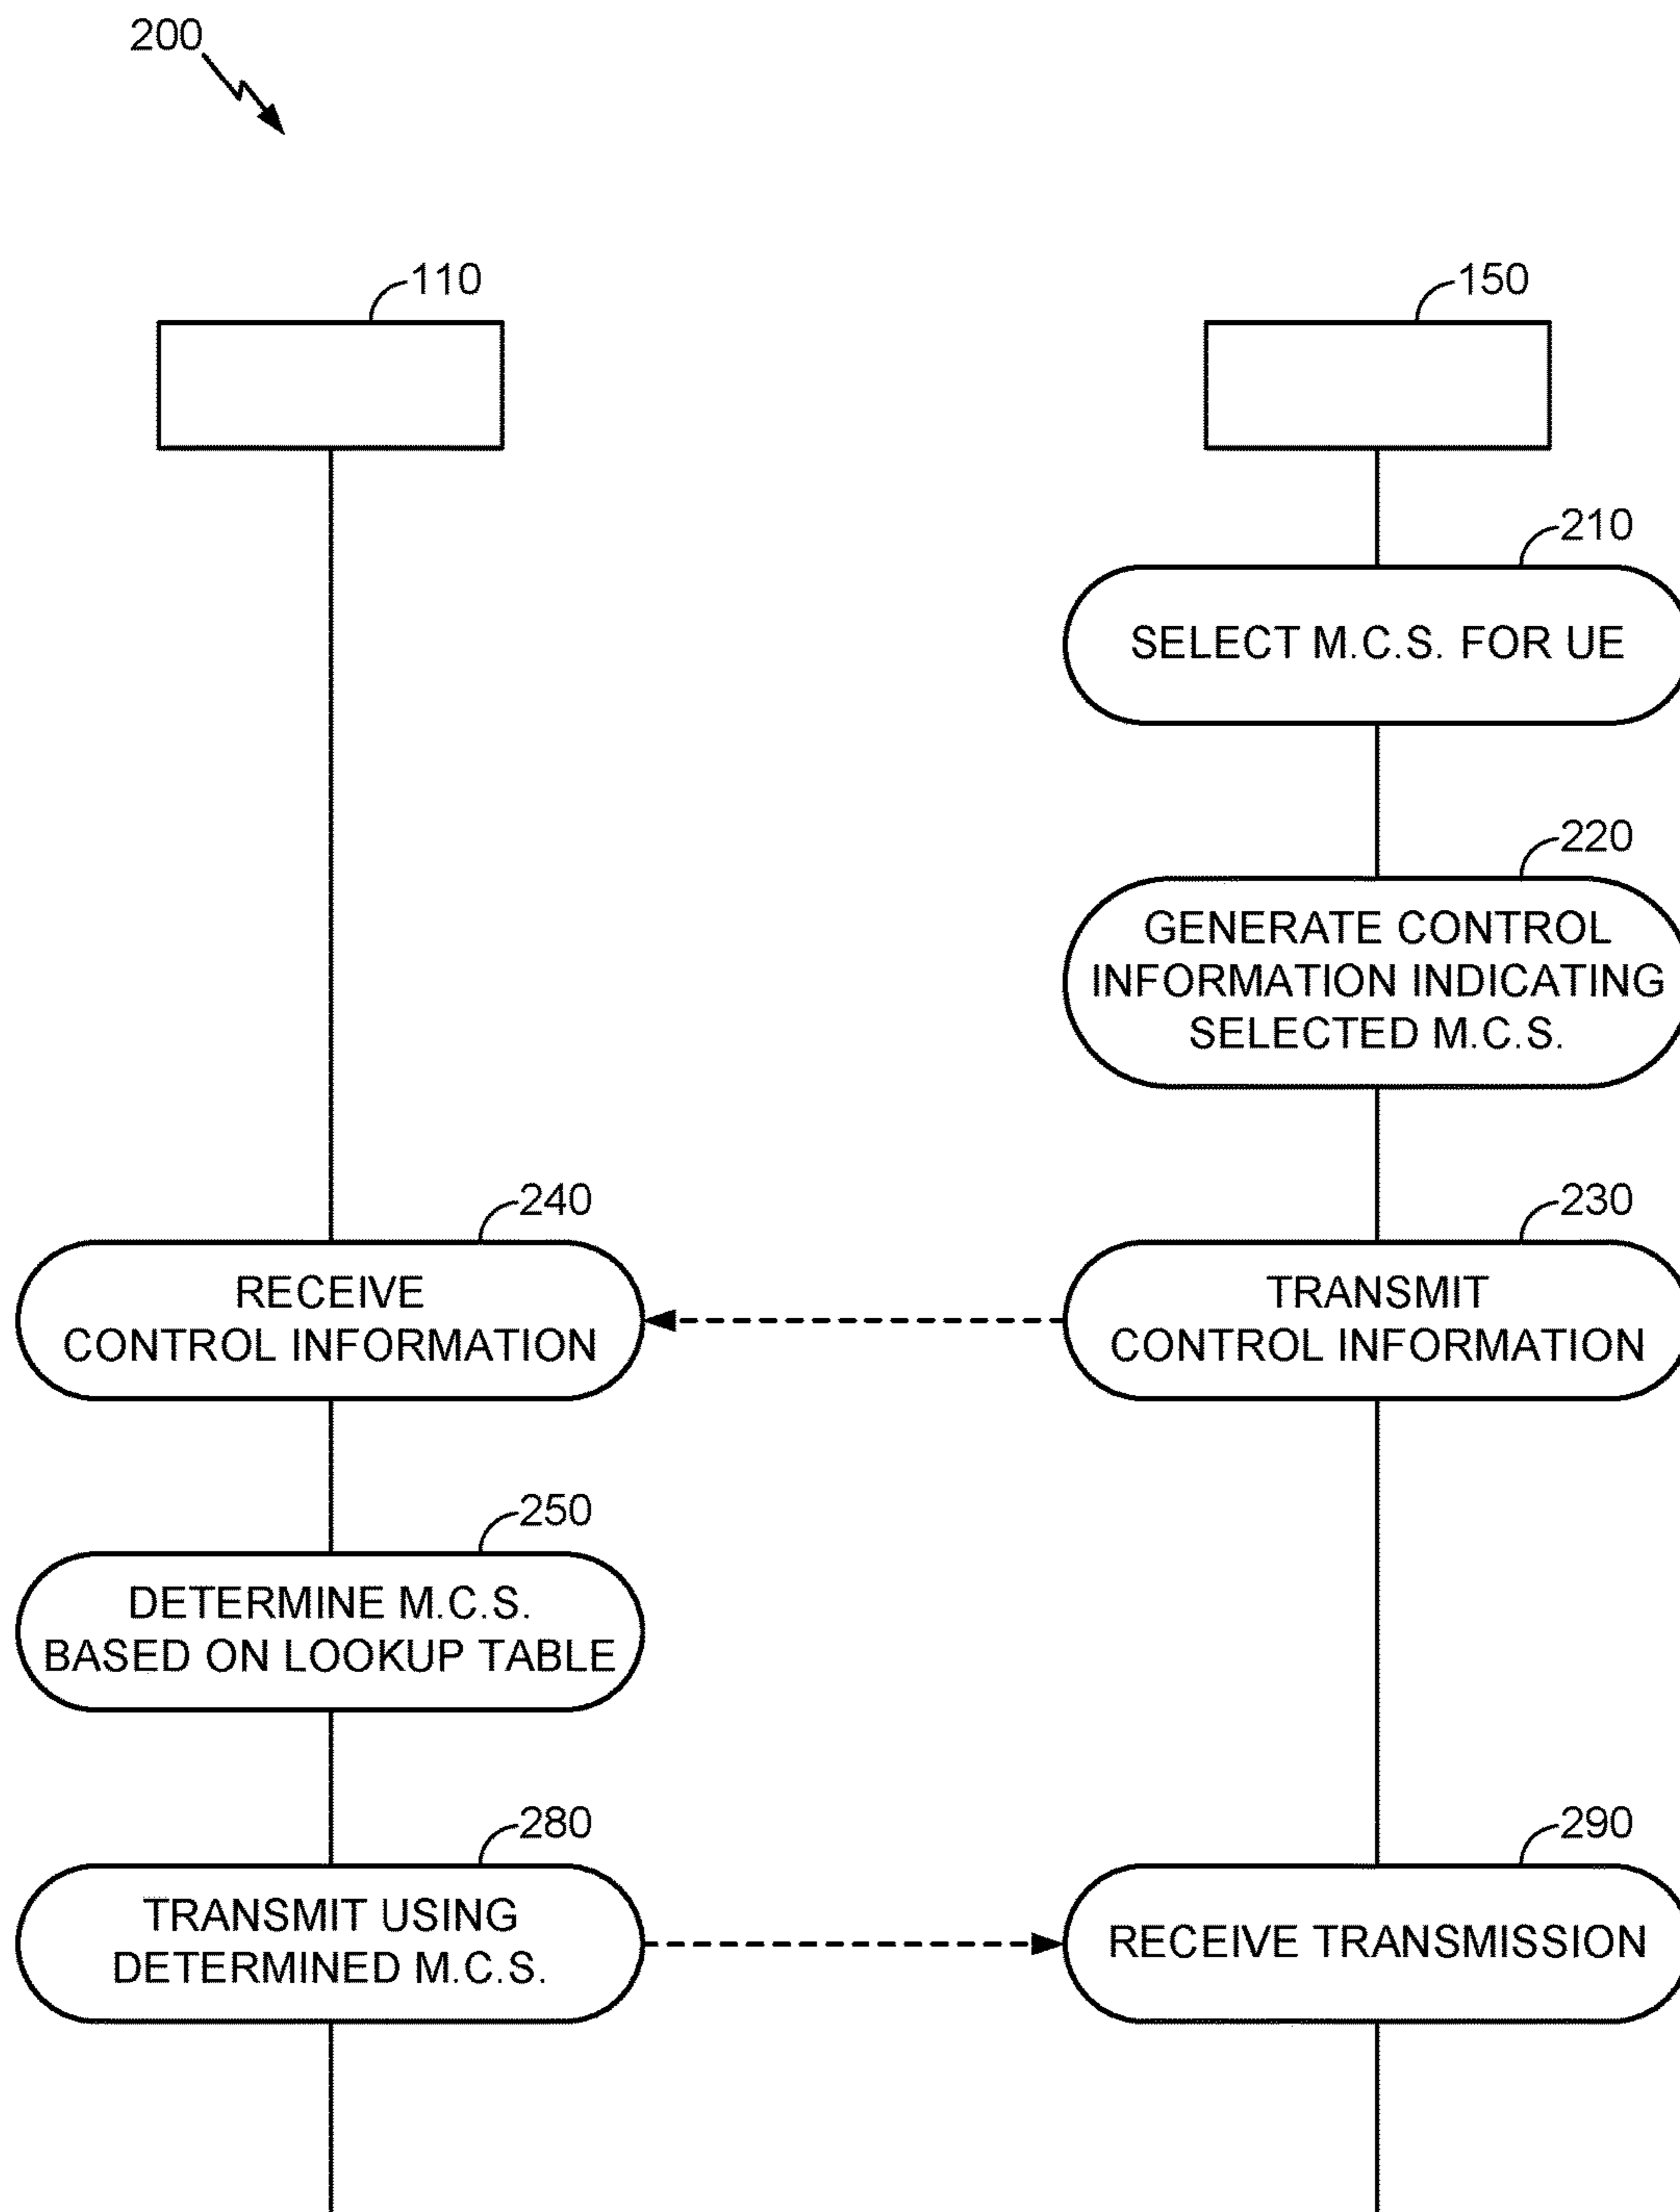 200
110
150
210
SELECT M.C.S. FOR UE
220
GENERATE CONTROL
INFORMATION INDICATING
SELECTED M.C.S.
240
230
RECEIVE
CONTROL INFORMATION
TRANSMIT
CONTROL INFORMATION
250
DETERMINE M.C.S.
BASED ON LOOKUP TABLE
280
290
TRANSMIT USING
DETERMINED M.C.S.
RECEIVE TRANSMISSION